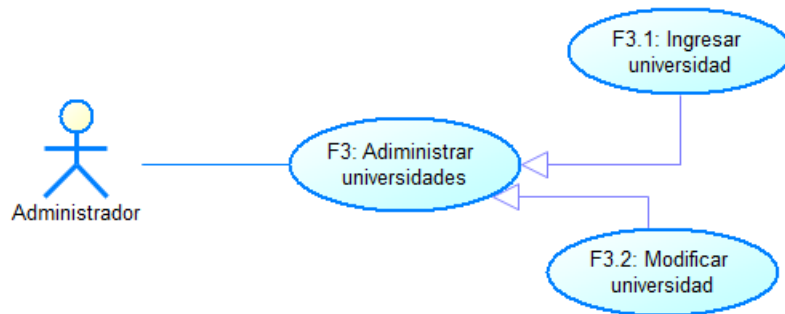 F3.1: Ingresar
universidad
F3: Adiministrar
universidades
Administrador
F3.2: Modificar
universidad